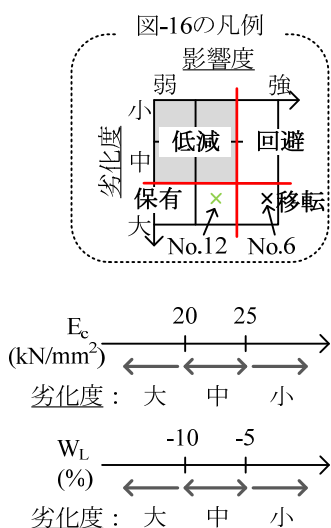 図-16の凡例
影響度
弱 強
小
低減 回避
中
劣化度
保有 移転
大
No.12 No.6
20 25
Ec
(kN/mm²)
劣化度： 大 中 小
-10 -5
WL
(%)
劣化度： 大 中 小